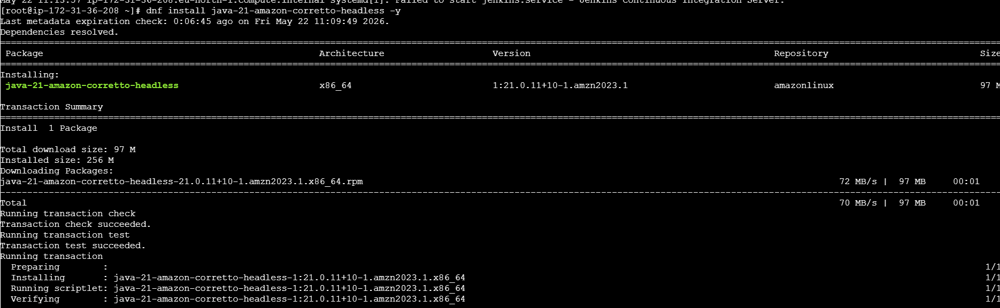 May 22 11:13:57 ip-172-31-36-208.eu-north-1.compute.internal systemd[1]: Failed to start jenkins.service - Jenkins Continuous Integration Server.
[root@ip-172-31-36-208 ~]# dnf install java-21-amazon-corretto-headless -y
Last metadata expiration check: 0:06:45 ago on Fri May 22 11:09:49 2026.
Dependencies resolved.
Package Architecture Version Repository Size
Installing:
java-21-amazon-corretto-headless x86_64 1:21.0.11+10-1.amzn2023.1 amazonlinux 97 M
Transaction Summary
Install 1 Package
Total download size: 97 M
Installed size: 256 M
Downloading Packages:
java-21-amazon-corretto-headless-21.0.11+10-1.amzn2023.1.x86_64.rpm 72 MB/s | 97 MB 00:01
Total 70 MB/s | 97 MB 00:01
Running transaction check
Transaction check succeeded.
Running transaction test
Transaction test succeeded.
Running transaction
Preparing : 1/1
Installing : java-21-amazon-corretto-headless-1:21.0.11+10-1.amzn2023.1.x86_64 1/1
Running scriptlet: java-21-amazon-corretto-headless-1:21.0.11+10-1.amzn2023.1.x86_64 1/1
Verifying : java-21-amazon-corretto-headless-1:21.0.11+10-1.amzn2023.1.x86_64 1/1